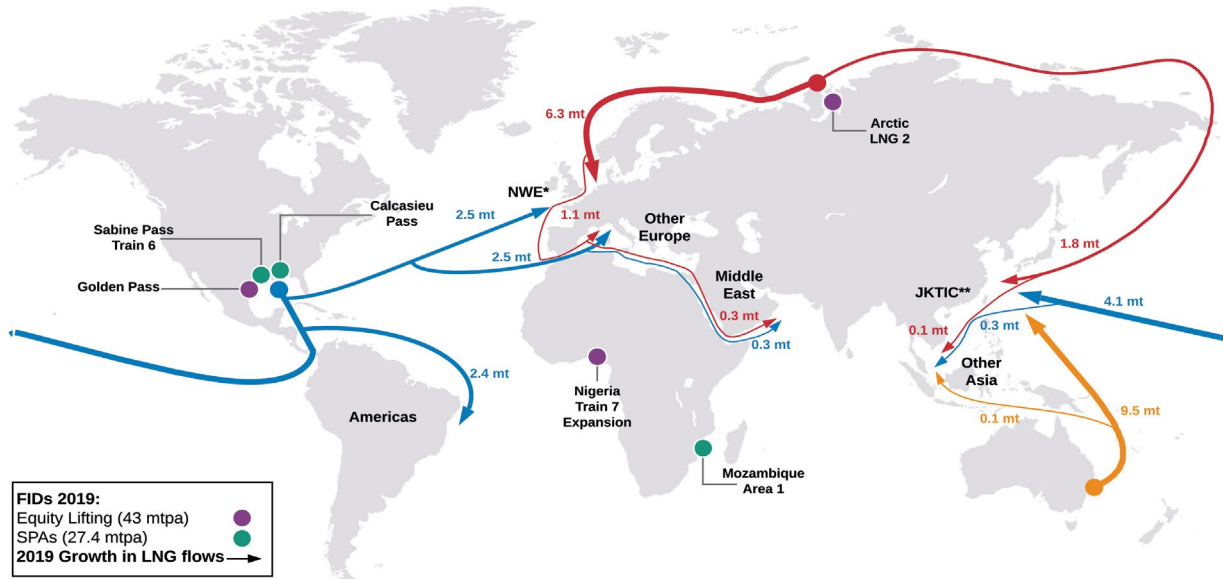 6.3 mt
Arctic
LNG 2
NWE*
Calcasieu
Pass
2.5 mt
1.1 mt
Other
Europe
Sabine Pass
Train 6
2.5 mt
1.8 mt
Golden Pass
Middle
East
JKTIC**
4.1 mt
0.3 mt
0.1 mt
0.3 mt
0.3 mt
Other
Asia
2.4 mt
Nigeria
Train 7
Expansion
Americas
0.1 mt
9.5 mt
Mozambique
Area 1
FIDs 2019:
Equity Lifting (43 mtpa)
SPAs (27.4 mtpa)
2019 Growth in LNG flows